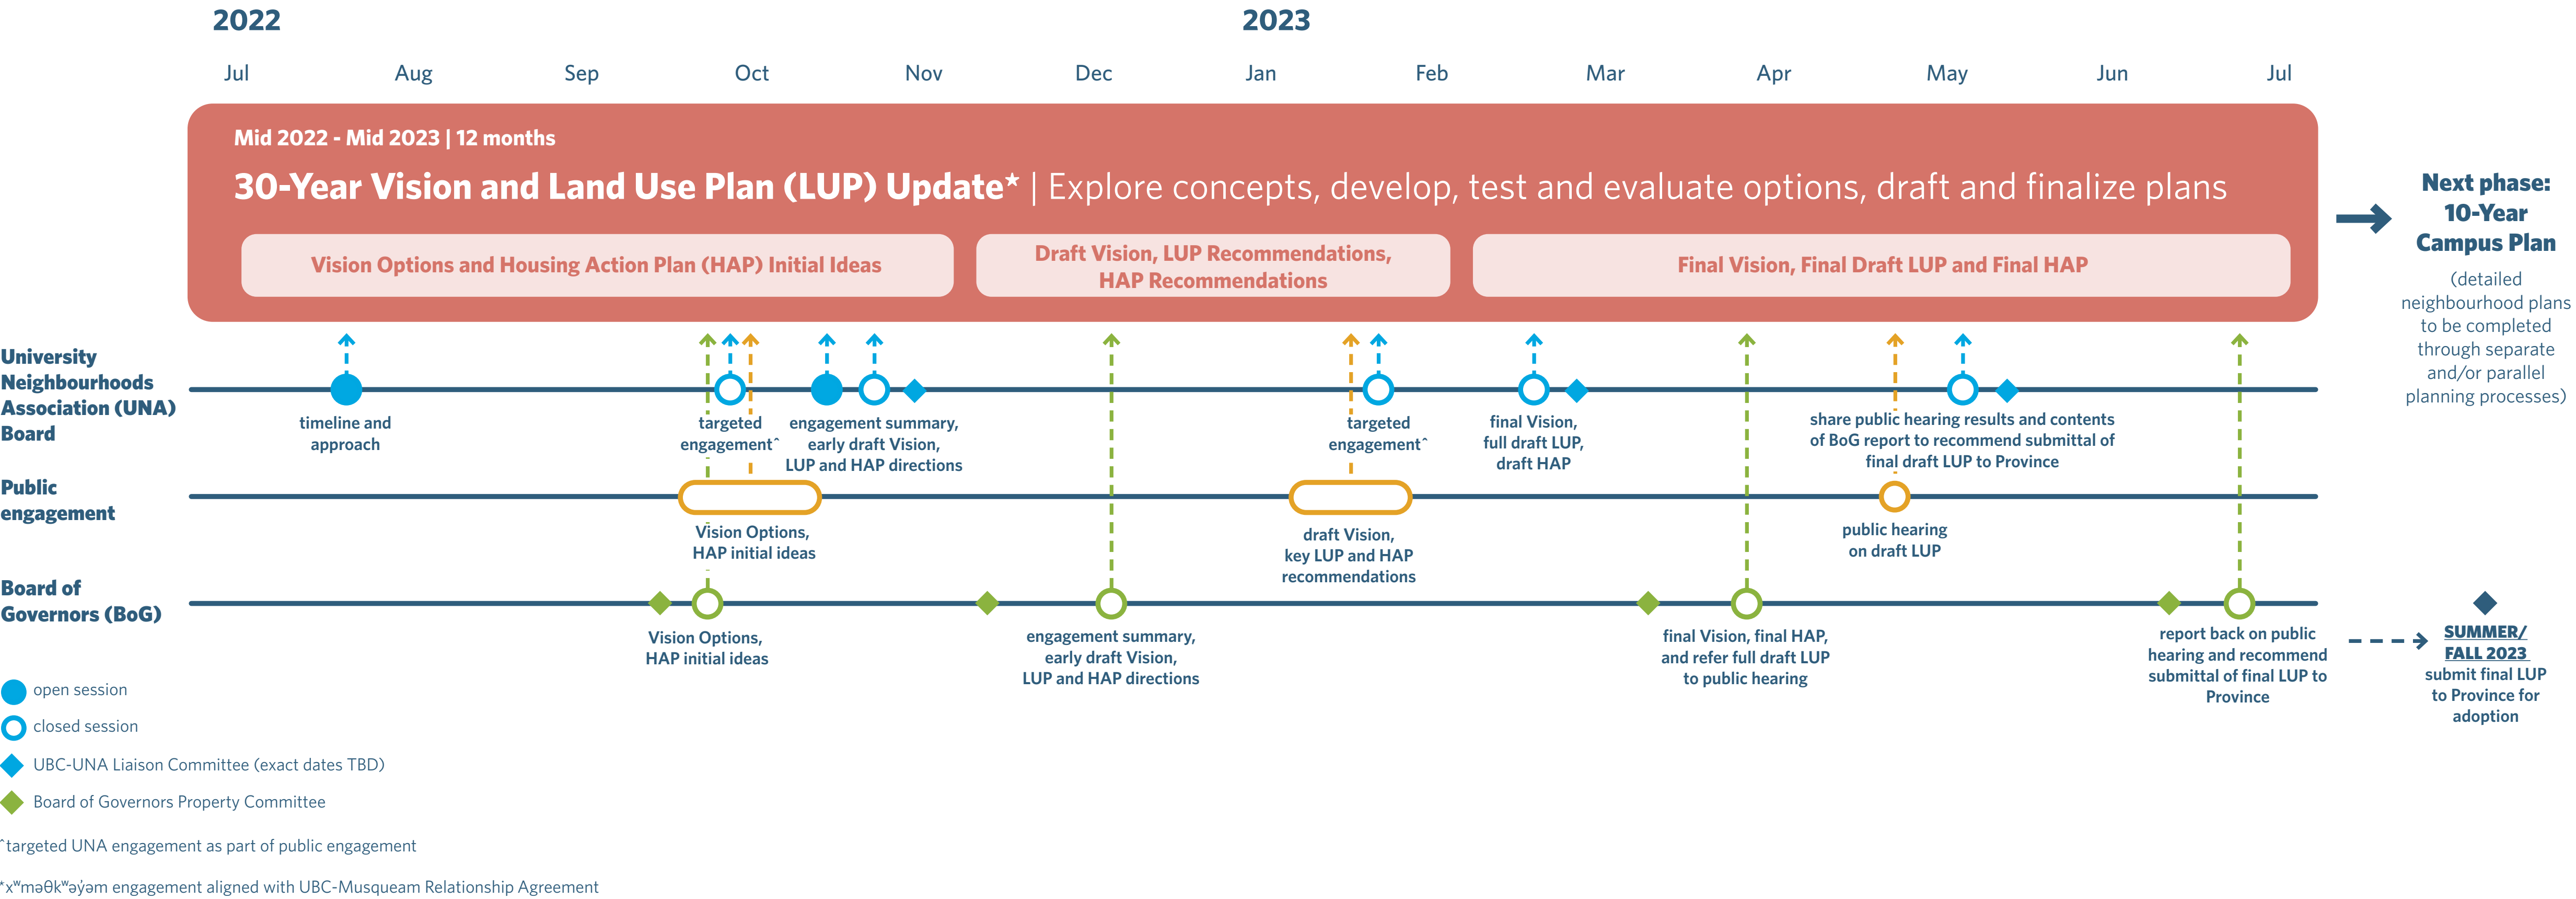 2022
2023
Jul
Aug
Sep
Oct
Nov
Dec
Jan
Feb
Mar
Apr
May
Jun
Jul
Mid 2022 - Mid 2023 | 12 months
30-Year Vision and Land Use Plan (LUP) Update* | Explore concepts, develop, test and evaluate options, draft and finalize plans
Vision Options and Housing Action Plan (HAP) Initial Ideas
Draft Vision, LUP Recommendations,
HAP Recommendations
Final Vision, Final Draft LUP and Final HAP
Next phase:
10-Year
Campus Plan
(detailed
neighbourhood plans
to be completed
through separate
and/or parallel
planning processes)
University
Neighbourhoods
Association (UNA)
Board
timeline and
approach
targeted
engagement^
engagement summary,
early draft Vision,
LUP and HAP directions
targeted
engagement^
final Vision,
full draft LUP,
draft HAP
share public hearing results and contents
of BoG report to recommend submittal of
final draft LUP to Province
Public
engagement
Vision Options,
HAP initial ideas
draft Vision,
key LUP and HAP
recommendations
public hearing
on draft LUP
Board of
Governors (BoG)
Vision Options,
HAP initial ideas
engagement summary,
early draft Vision,
LUP and HAP directions
final Vision, final HAP,
and refer full draft LUP
to public hearing
report back on public
hearing and recommend
submittal of final LUP to
Province
SUMMER/
FALL 2023
submit final LUP
to Province for
adoption
open session
closed session
UBC-UNA Liaison Committee (exact dates TBD)
Board of Governors Property Committee
^targeted UNA engagement as part of public engagement
*xʷməθkʷəy̓əm engagement aligned with UBC-Musqueam Relationship Agreement